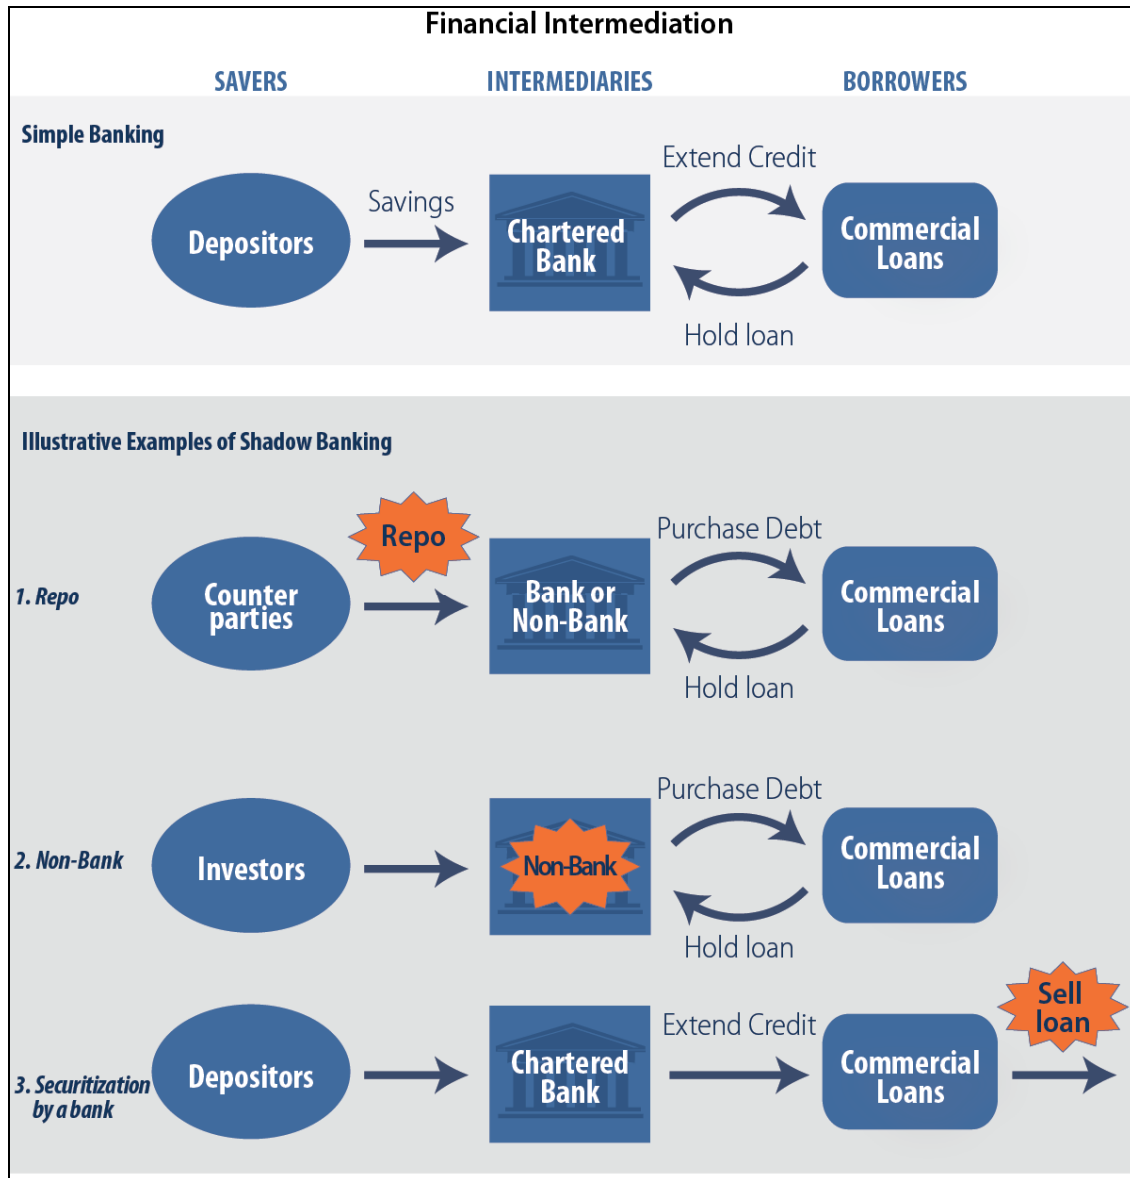 Financial Intermediation
SAVERS
INTERMEDIARIES
BORROWERS
Simple Banking
Depositors
Savings
Chartered
Bank
Extend Credit
Hold loan
Commercial
Loans
Illustrative Examples of Shadow Banking
1. Repo
Counter
parties
Repo
Bank or
Non-Bank
Purchase Debt
Hold loan
Commercial
Loans
2. Non-Bank
Investors
Non-Bank
Purchase Debt
Hold loan
Commercial
Loans
3. Securitization
by a bank
Depositors
Chartered
Bank
Extend Credit
Commercial
Loans
Sell
loan